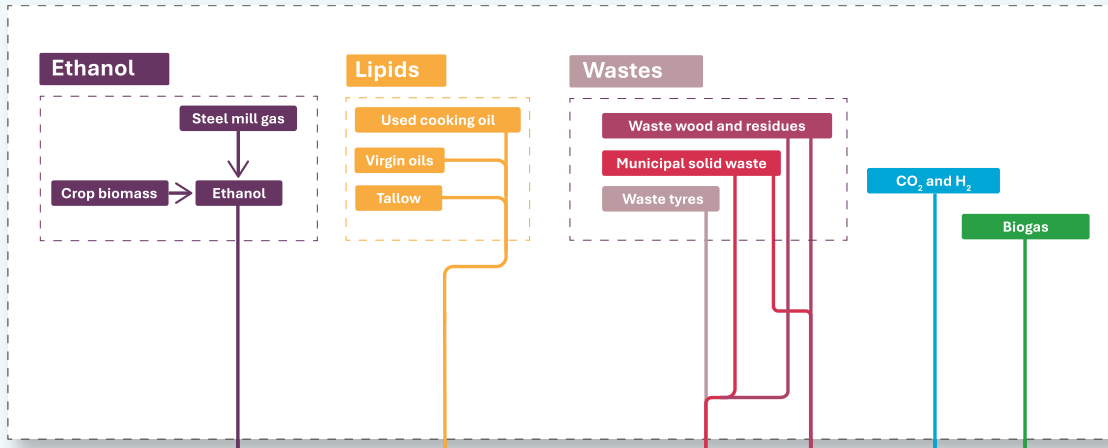 Ethanol
Steel mill gas
Crop biomass
Ethanol
Lipids
Used cooking oil
Virgin oils
Tallow
Wastes
Waste wood and residues
Municipal solid waste
Waste tyres
CO₂ and H₂
Biogas